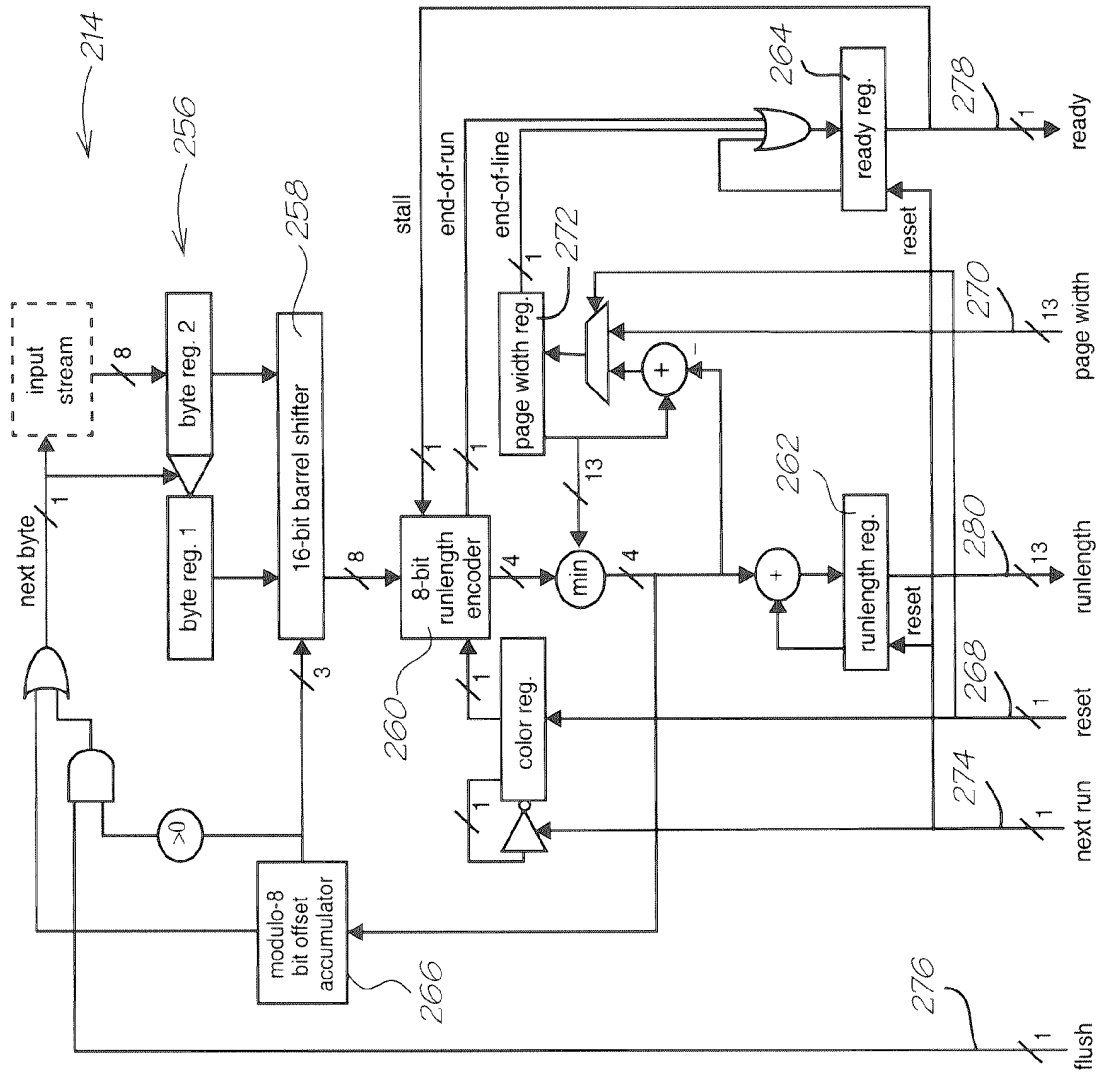 214
256
input
stream
next byte
1
8
byte reg. 1
byte reg. 2
258
16-bit barrel shifter
3
8
>0
modulo-8
bit offset
accumulator
266
stall
end-of-run
end-of-line
1
1
1
260
8-bit
runlength
encoder
4
1
color reg.
1
min
4
13
page width reg.
272
+
−
264
ready reg.
reset
+
262
runlength reg.
reset
276
1
flush
274
1
next run
268
1
reset
280
13
runlength
270
13
page width
278
1
ready